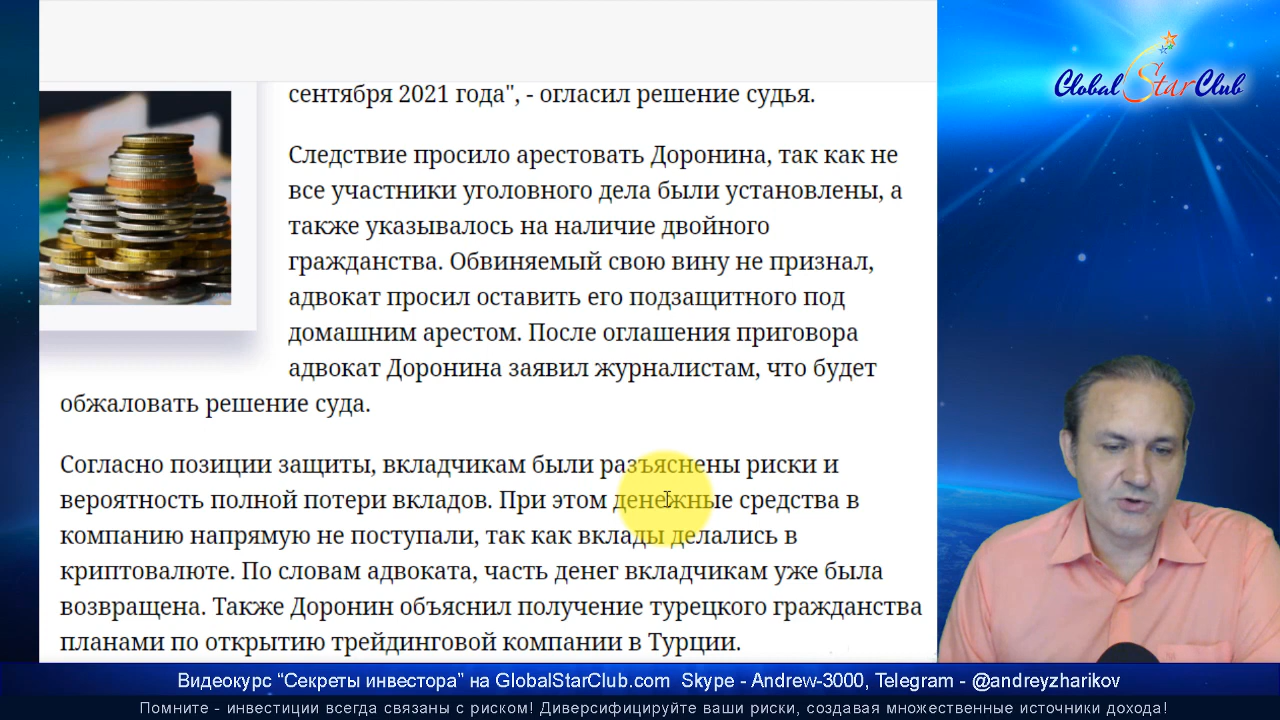 сентября 2021 года", - огласил решение судья.
Следствие просило арестовать Доронина, так как не
все участники уголовного дела были установлены, а
также указывалось на наличие двойного
гражданства. Обвиняемый свою вину не признал,
адвокат просил оставить его подзащитного под
домашним арестом. После оглашения приговора
адвокат Доронина заявил журналистам, что будет
обжаловать решение суда.
Согласно позиции защиты, вкладчикам были разъяснены риски и
вероятность полной потери вкладов. При этом денежные средства в
компанию напрямую не поступали, так как вклады делались в
криптовалюте. По словам адвоката, часть денег вкладчикам уже была
возвращена. Также Доронин объяснил получение турецкого гражданства
планами по открытию трейдинговой компании в Турции.
Global Star Club
Видеокурс "Секреты инвестора" на GlobalStarClub.com Skype - Andrew-3000, Telegram - @andreyzharikov
Помните - инвестиции всегда связаны с риском! Диверсифицируйте ваши риски, создавая множественные источники дохода!